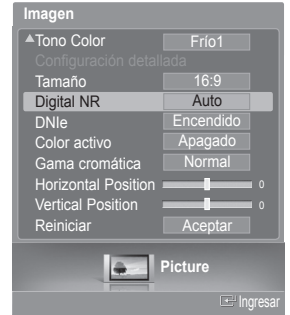 Imagen
Tono Color Frío1
Configuración detallada
Tamaño 16:9
Digital NR Auto
DNIe Encendido
Color activo Apagado
Gama cromática Normal
Horizontal Position 0
Vertical Position 0
Reiniciar Aceptar
Picture
Ingresar